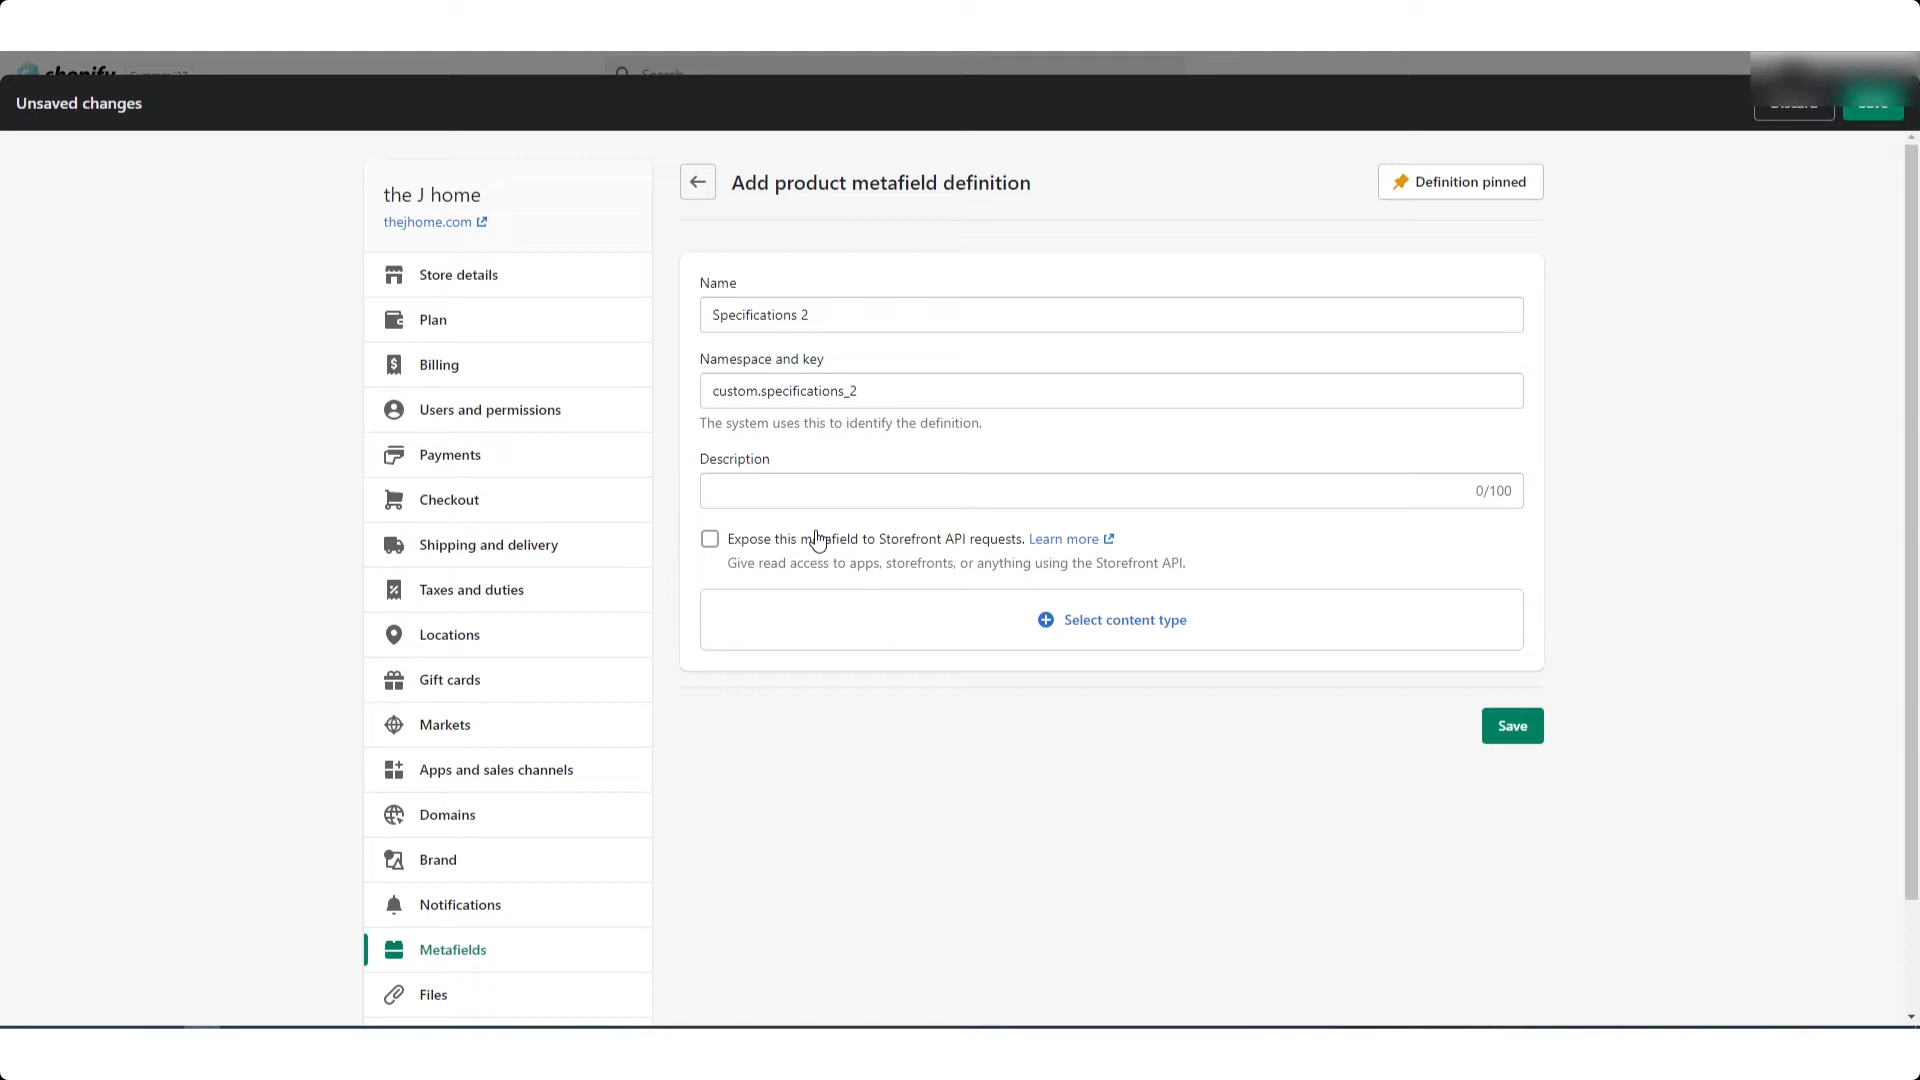 Unsaved changes
the J home
thejhome.com
Store details
Plan
Billing
Users and permissions
Payments
Checkout
Shipping and delivery
Taxes and duties
Locations
Gift cards
Markets
Apps and sales channels
Domains
Brand
Notifications
Metafields
Files
Add product metafield definition
Definition pinned
Name
Specifications 2
Namespace and key
custom.specifications_2
The system uses this to identify the definition.
Description
0/100
Expose this metafield to Storefront API requests. Learn more
Give read access to apps, storefronts, or anything using the Storefront API.
Select content type
Save